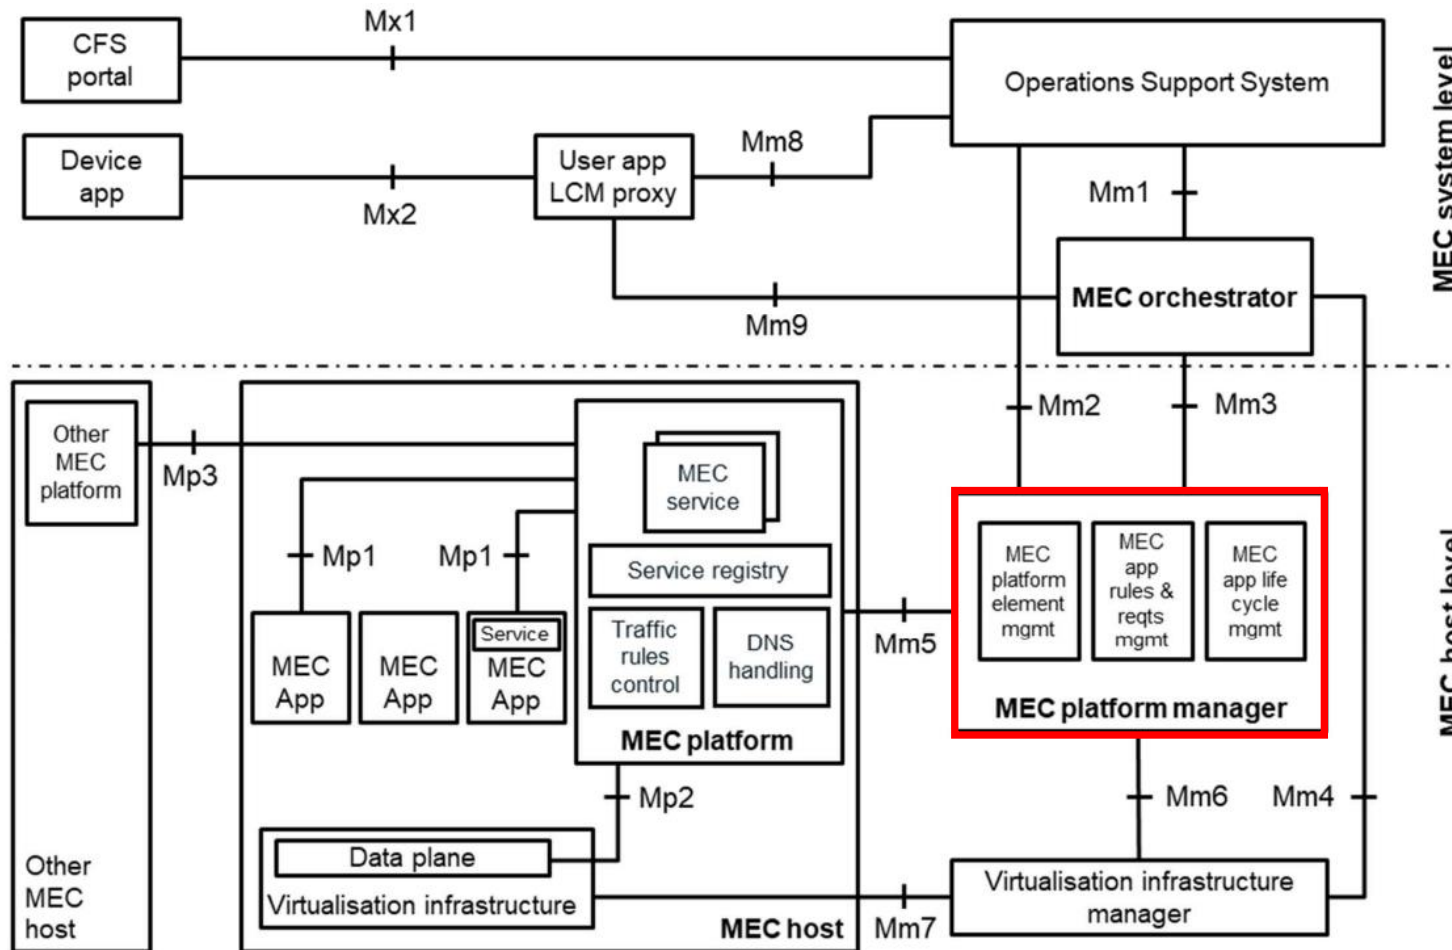 Mx1
CFS
portal
Operations Support System
Device
app
Mx2
User app
LCM proxy
Mm8
Mm1
MEC orchestrator
Mm9
MEC system level
Other
MEC
platform
Mp3
Mp1
Mp1
MEC
service
Service registry
Traffic
rules
control
DNS
handling
MEC platform
MEC
App
MEC
App
Service
MEC
App
Mm2
Mm3
Mm5
MEC
platform
element
mgmt
MEC
app
rules &
reqts
mgmt
MEC
app life
cycle
mgmt
MEC platform manager
MEC host level
Mp2
Mm6
Mm4
Data plane
Virtualisation infrastructure
MEC host
Mm7
Virtualisation infrastructure
manager
Other
MEC
host